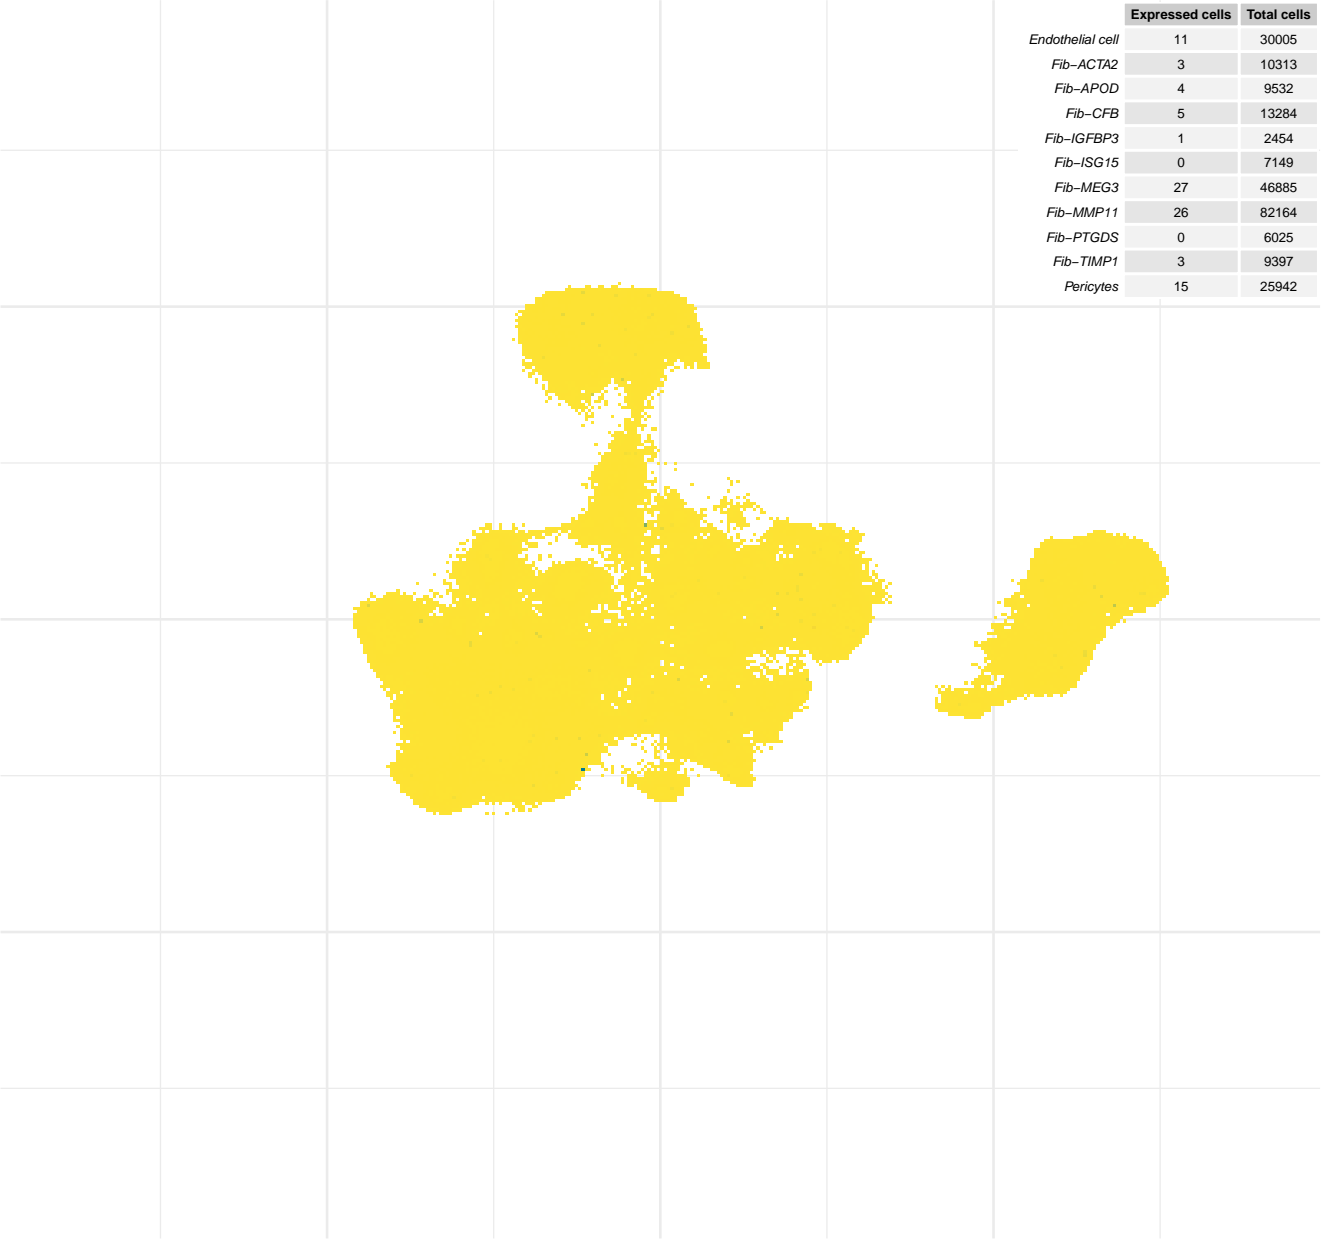 Expressed cells Total cells
Endothelial cell 11 30005
Fib−ACTA2 3 10313
Fib−APOD 4 9532
Fib−CFB 5 13284
Fib−IGFBP3 1 2454
Fib−ISG15 0 7149
Fib−MEG3 27 46885
Fib−MMP11 26 82164
Fib−PTGDS 0 6025
Fib−TIMP1 3 9397
Pericytes 15 25942